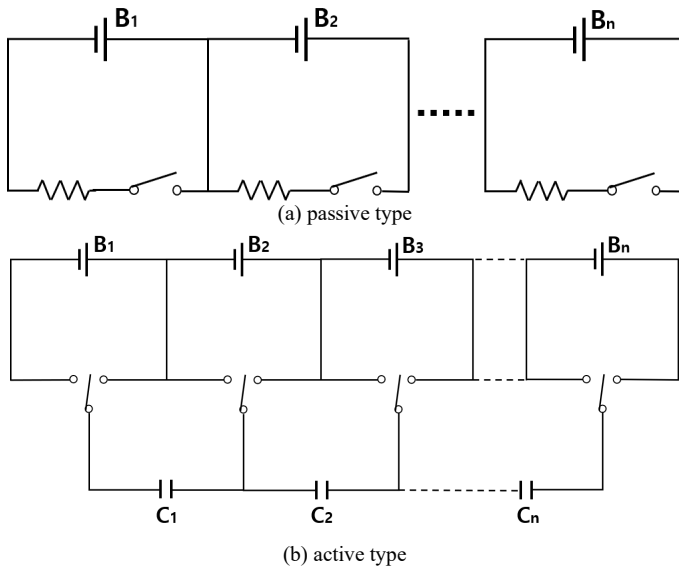 B1 B2 Bn
(a) passive type
B1 B2 B3 Bn
C1 C2 Cn
(b) active type